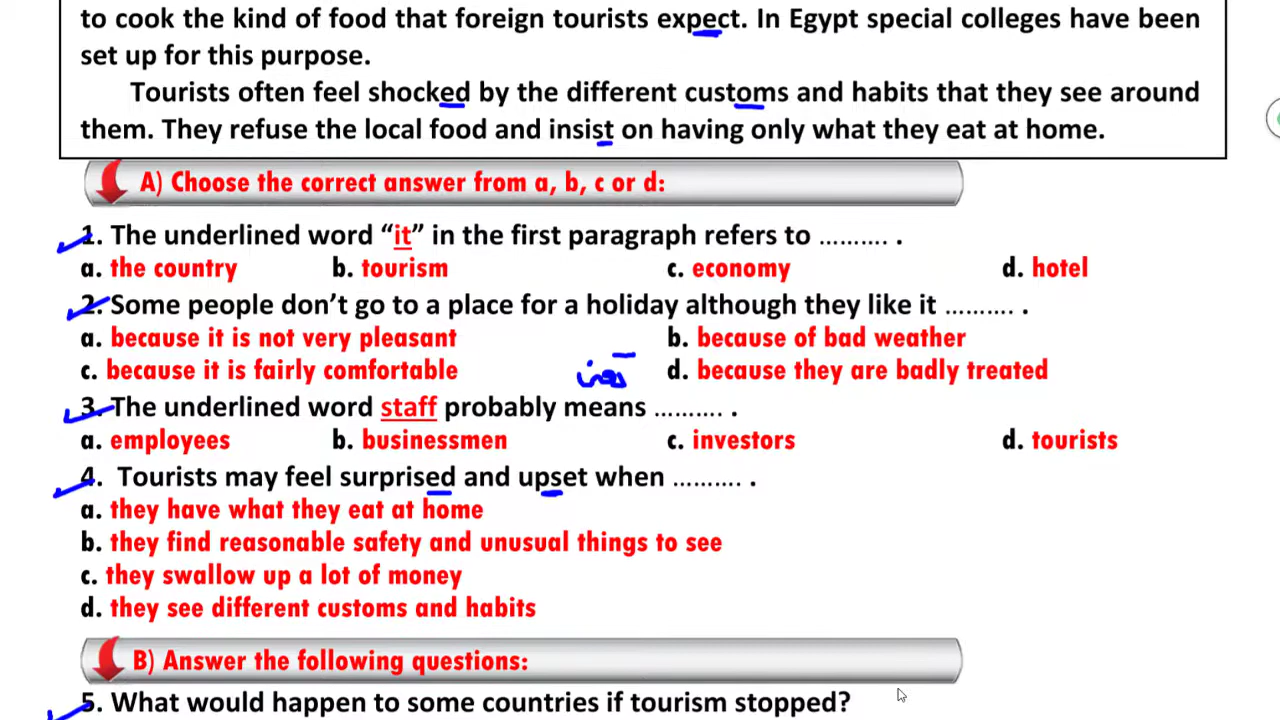 to cook the kind of food that foreign tourists expect. In Egypt special colleges have been
set up for this purpose.
Tourists often feel shocked by the different customs and habits that they see around
them. They refuse the local food and insist on having only what they eat at home.
A) Choose the correct answer from a, b, c or d:
1. The underlined word “it” in the first paragraph refers to .......... .
a. the country b. tourism c. economy d. hotel
2. Some people don’t go to a place for a holiday although they like it .......... .
a. because it is not very pleasant b. because of bad weather
c. because it is fairly comfortable d. because they are badly treated
3. The underlined word staff probably means .......... .
a. employees b. businessmen c. investors d. tourists
4. Tourists may feel surprised and upset when .......... .
a. they have what they eat at home
b. they find reasonable safety and unusual things to see
c. they swallow up a lot of money
d. they see different customs and habits
B) Answer the following questions:
5. What would happen to some countries if tourism stopped?